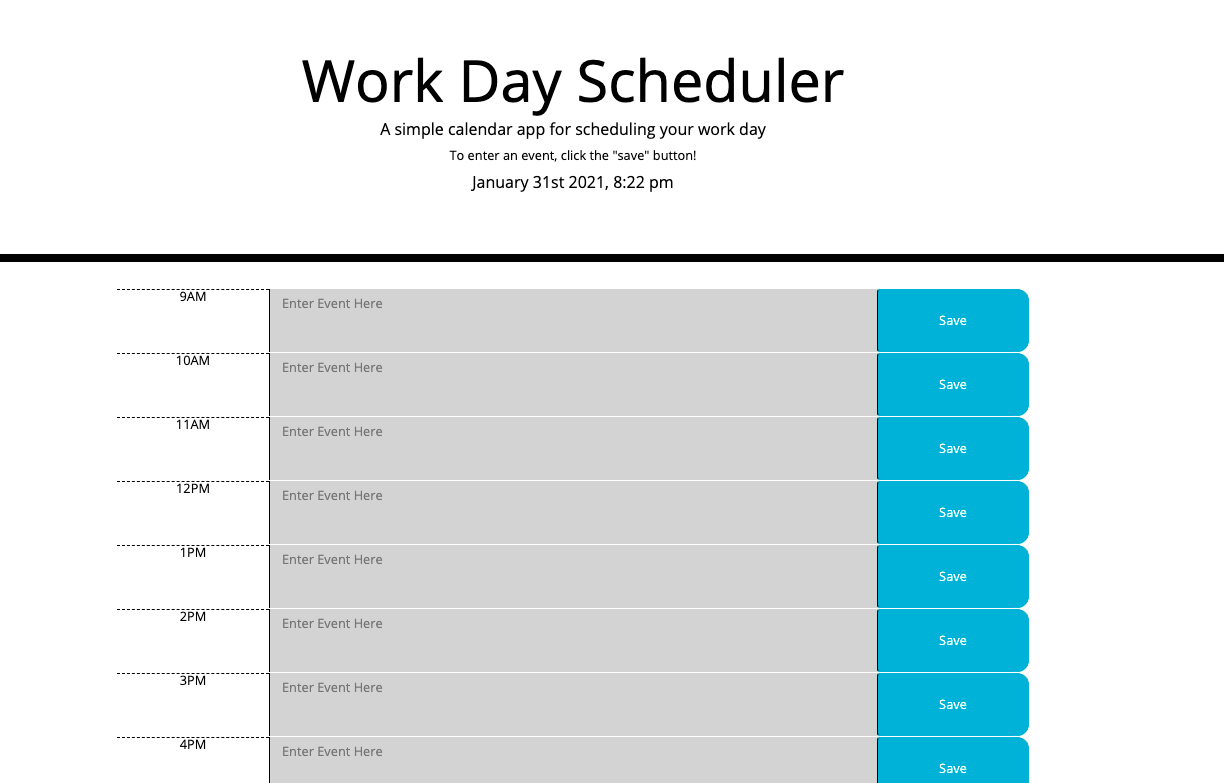 Work Day Scheduler
A simple calendar app for scheduling your work day
To enter an event, click the "save" button!
January 31st 2021, 8:22 pm
9AM Enter Event Here Save
10AM Enter Event Here Save
11AM Enter Event Here Save
12PM Enter Event Here Save
1PM Enter Event Here Save
2PM Enter Event Here Save
3PM Enter Event Here Save
4PM Enter Event Here Save